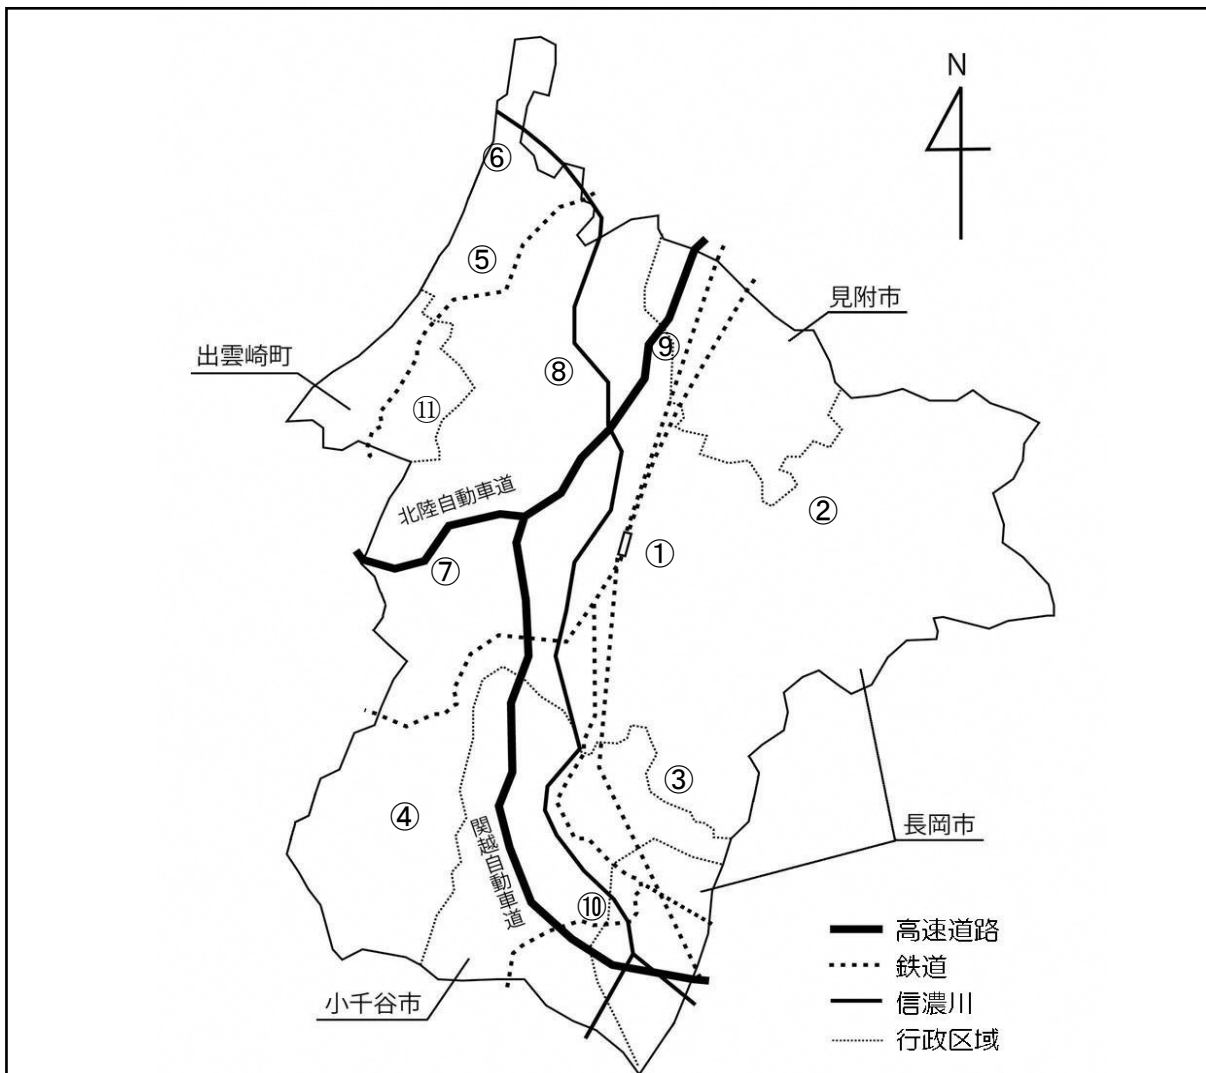 N
⑥
⑤
見附市
出雲崎町
⑨
⑧
⑪
北陸自動車道
②
①
⑦
③
④
長岡市
関越自動車道
⑩
高速道路
鉄道
小千谷市
信濃川
行政区域